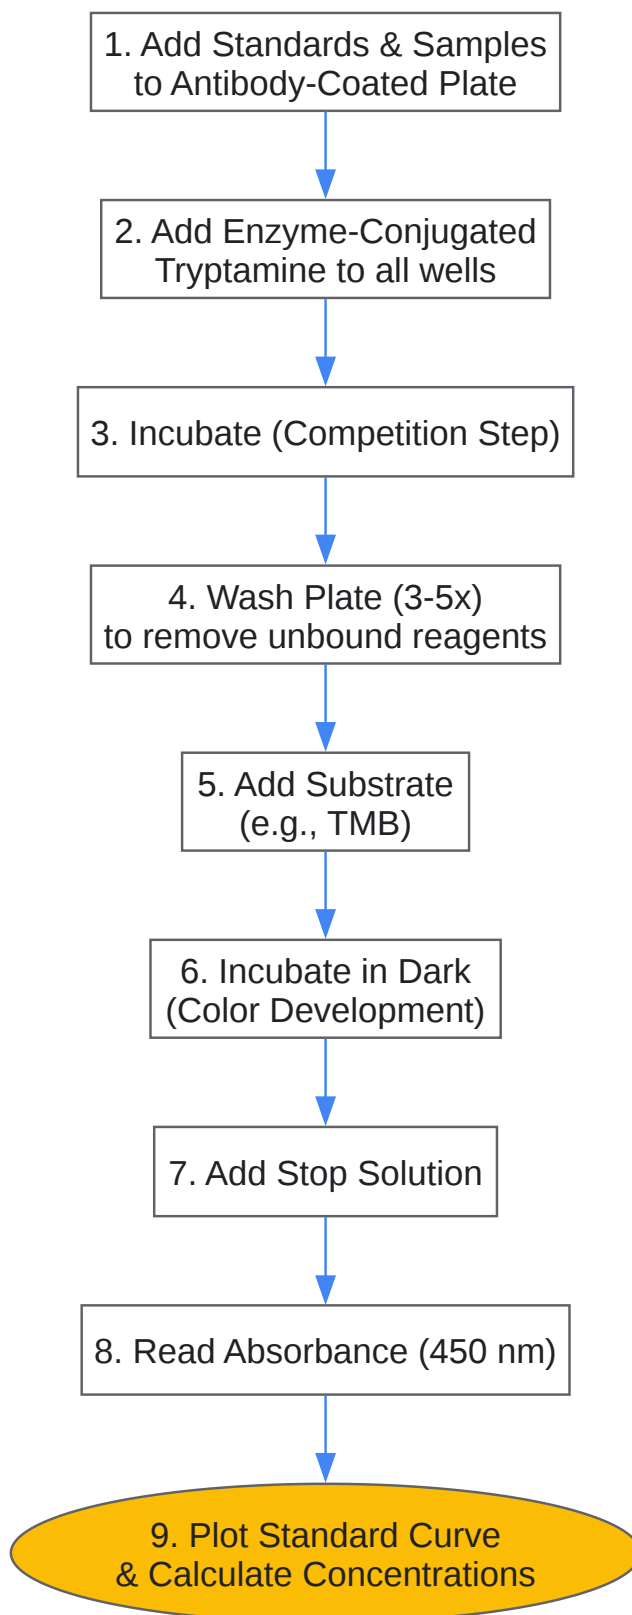 1. Add Standards & Samples
to Antibody-Coated Plate
2. Add Enzyme-Conjugated
Tryptamine to all wells
3. Incubate (Competition Step)
4. Wash Plate (3-5x)
to remove unbound reagents
5. Add Substrate
(e.g., TMB)
6. Incubate in Dark
(Color Development)
7. Add Stop Solution
8. Read Absorbance (450 nm)
9. Plot Standard Curve
& Calculate Concentrations